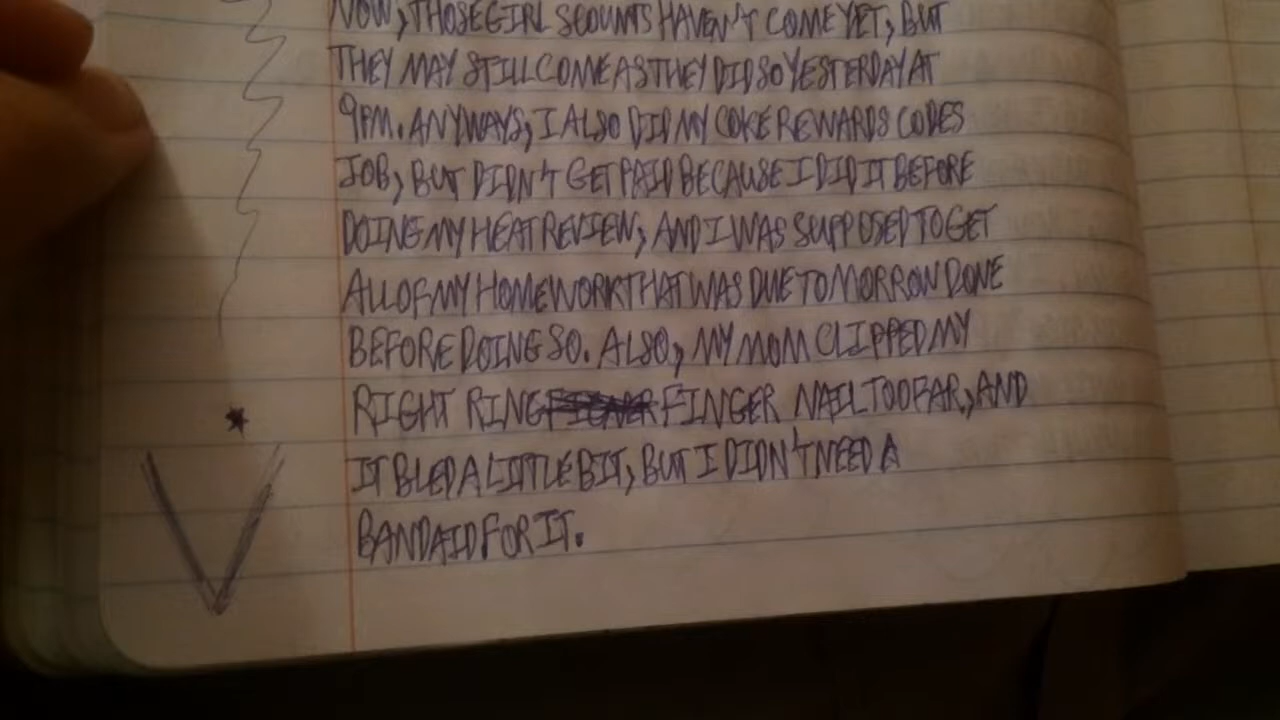 NOW, THOSE GIRL SCOUNTS HAVEN'T COME YET, BUT
THEY MAY STILL COME AS THEY DID SO YESTERDAY AT
9PM. ANYWAYS, I ALSO DID MY COKE REWARDS CODES
JOB, BUT DIDN'T GET PAID BECAUSE I DID IT BEFORE
DOING MY HEAT REVIEW, AND I WAS SUPPOSED TO GET
ALL OF MY HOMEWORK THAT WAS DUE TOMORROW DONE
BEFORE DOING SO. ALSO, MY MOM CLIPPED MY
RIGHT RING FINGER NAIL TOO FAR, AND
IT BLED A LITTLE BIT, BUT I DIDN'T NEED A
BANDAID FOR IT.